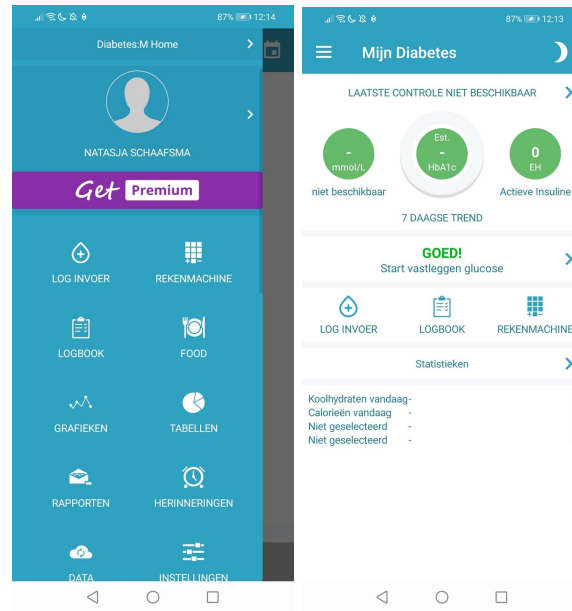 87% 12:14
Diabetes:M Home
NATASJA SCHAAFSMA
Get Premium
LOG INVOER
REKENMACHINE
LOGBOOK
FOOD
GRAFIEKEN
TABELLEN
RAPPORTEN
HERINNERINGEN
DATA
INSTELLINGEN
87% 12:13
Mijn Diabetes
LAATSTE CONTROLE NIET BESCHIKBAAR
-
mmol/L
niet beschikbaar
Est.
-
HbA1c
0
EH
Actieve Insuline
7 DAAGSE TREND
GOED!
Start vastleggen glucose
LOG INVOER
LOGBOOK
REKENMACHINE
Statistieken
Koolhydraten vandaag-
Calorieën vandaag -
Niet geselecteerd -
Niet geselecteerd -